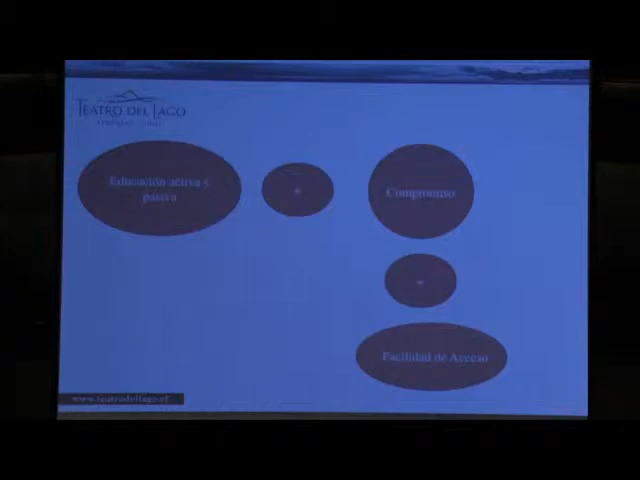 TEATRO DEL LAGO
Educación activa y
pasiva
+
Compromiso
+
Facilidad de Acceso
www.teatrodellago.cl